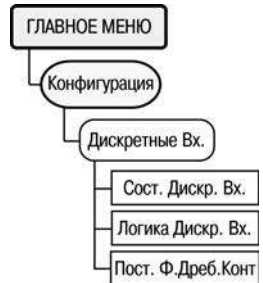 ГЛАВНОЕ МЕНЮ
Конфигурация
Дискретные Вх.
Сост. Дискр. Вх.
Логика Дискр. Вх.
Пост. Ф.Дреб.Конт